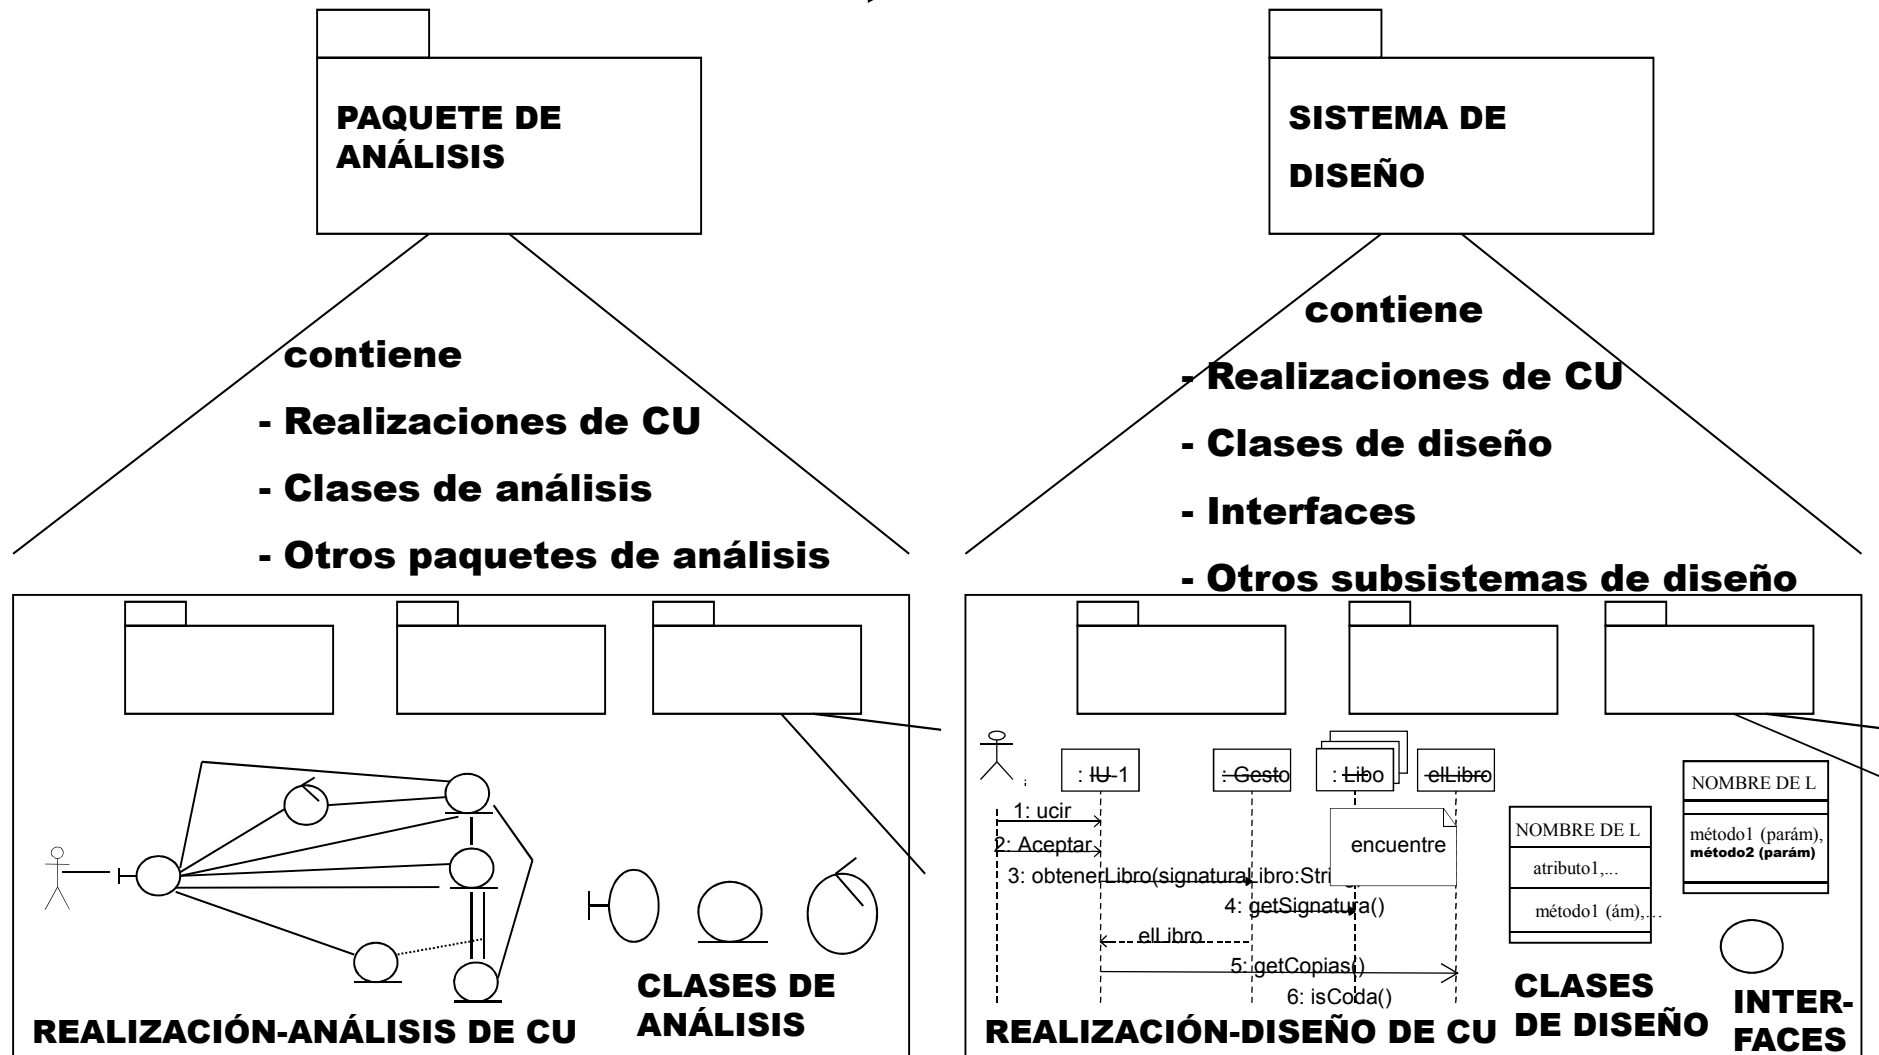 PAQUETE DE
ANÁLISIS
contiene
- Realizaciones de CU
- Clases de análisis
- Otros paquetes de análisis
REALIZACIÓN-ANÁLISIS DE CU
CLASES DE
ANÁLISIS
SISTEMA DE
DISEÑO
contiene
- Realizaciones de CU
- Clases de diseño
- Interfaces
- Otros subsistemas de diseño
: IU-1
: Gesto
: Libo
elLibro
1: ucir
2: Aceptar
encuentre
3: obtenerLibro(signaturaLibro:Stri
4: getSignatura()
elLibro
5: getCopias()
6: isCoda()
REALIZACIÓN-DISEÑO DE CU
NOMBRE DE L
atributo1,...
método1 (ám),...
CLASES
DE DISEÑO
NOMBRE DE L
método1 (parám),
método2 (parám)
INTER-
FACES